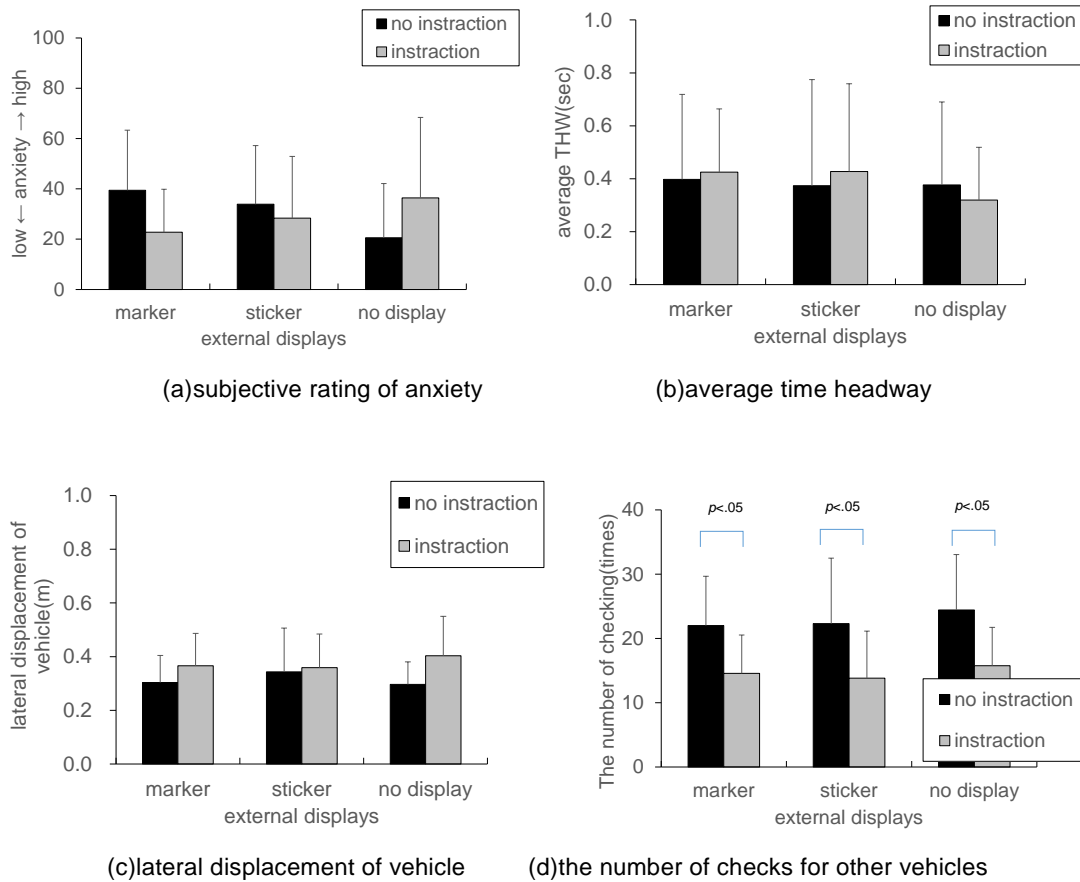 no instraction
instraction
100
80
60
40
20
0
low ← anxiety → high
marker sticker no display
external displays
(a)subjective rating of anxiety
no instraction
instraction
1.0
0.8
0.6
0.4
0.2
0.0
average THW(sec)
marker sticker no display
external displays
(b)average time headway
no instraction
instraction
1.0
0.8
0.6
0.4
0.2
0.0
lateral displacement of
vehicle(m)
marker sticker no display
external displays
(c)lateral displacement of vehicle
p<.05 p<.05 p<.05
40
30
20
10
0
The number of checking(times)
no instraction
instraction
marker sticker no display
external displays
(d)the number of checks for other vehicles